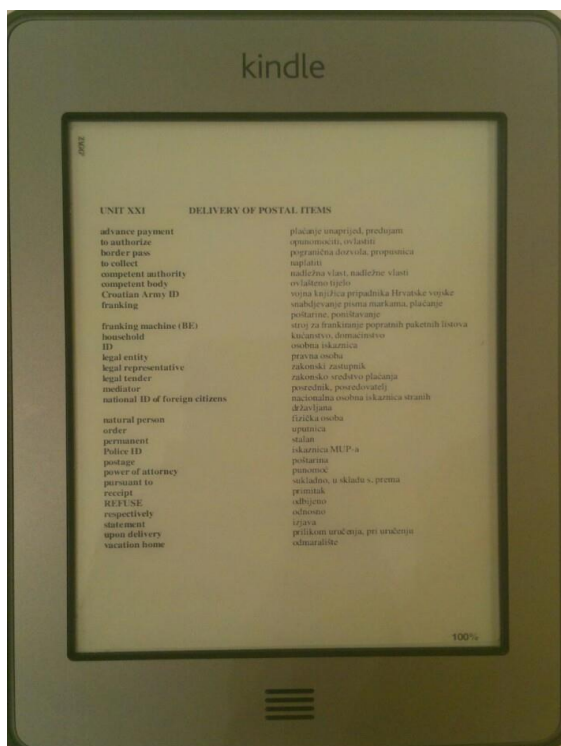 kindle
UNIT XXI DELIVERY OF POSTAL ITEMS
advance payment plaćanje unaprijed, predujam
to authorize opunomoćiti, ovlastiti
border pass pogranična dozvola, propusnica
to collect naplatiti
competent authority nadležna vlast, nadležne vlasti
competent body ovlašteno tijelo
Croatian Army ID vojna knjižica pripadnika Hrvatske vojske
franking snabdjevanje pisma markama, plaćanje
poštarine, poništavanje
franking machine (BE) stroj za frankiranje popratnih paketnih listova
household kućanstvo, domaćinstvo
ID osobna iskaznica
legal entity pravna osoba
legal representative zakonski zastupnik
legal tender zakonsko sredstvo plaćanja
mediator posrednik, posredovatelj
national ID of foreign citizens nacionalna osobna iskaznica stranih
državljana
natural person fizička osoba
order uputnica
permanent stalan
Police ID iskaznica MUP-a
postage poštarina
power of attorney punomoć
pursuant to sukladno, u skladu s, prema
receipt primitak
REFUSE odbijeno
respectively odnosno
statement izjava
upon delivery prilikom uručenja, pri uručenju
vacation home odmaralište
100%